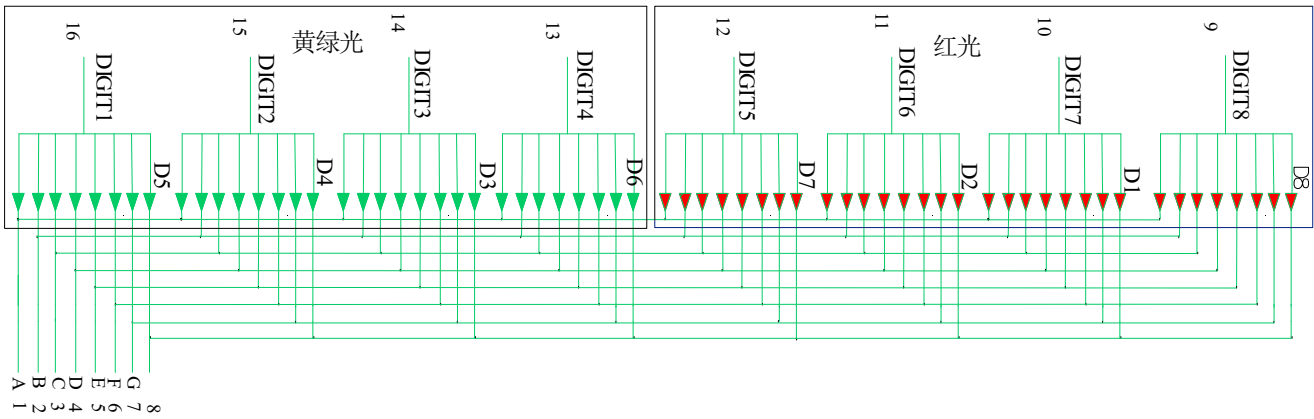 16
15
14
13
12
11
10
9
黄绿光
红光
DIGIT1
DIGIT2
DIGIT3
DIGIT4
DIGIT5
DIGIT6
DIGIT7
DIGIT8
D5
D4
D3
D6
D7
D2
D1
D8
A 1
B 2
C 3
D 4
E 5
F 6
G 7
8